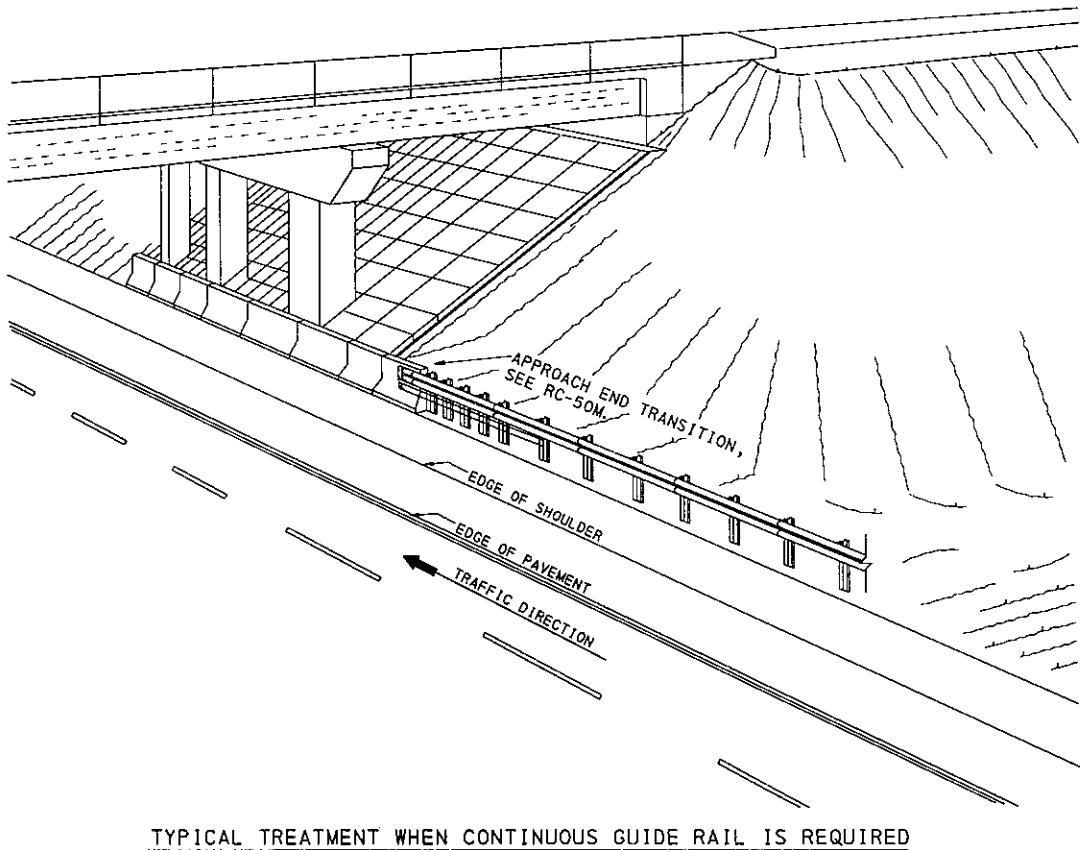 APPROACH END TRANSITION,
SEE RC-50M.
EDGE OF SHOULDER
EDGE OF PAVEMENT
TRAFFIC DIRECTION
TYPICAL TREATMENT WHEN CONTINUOUS GUIDE RAIL IS REQUIRED